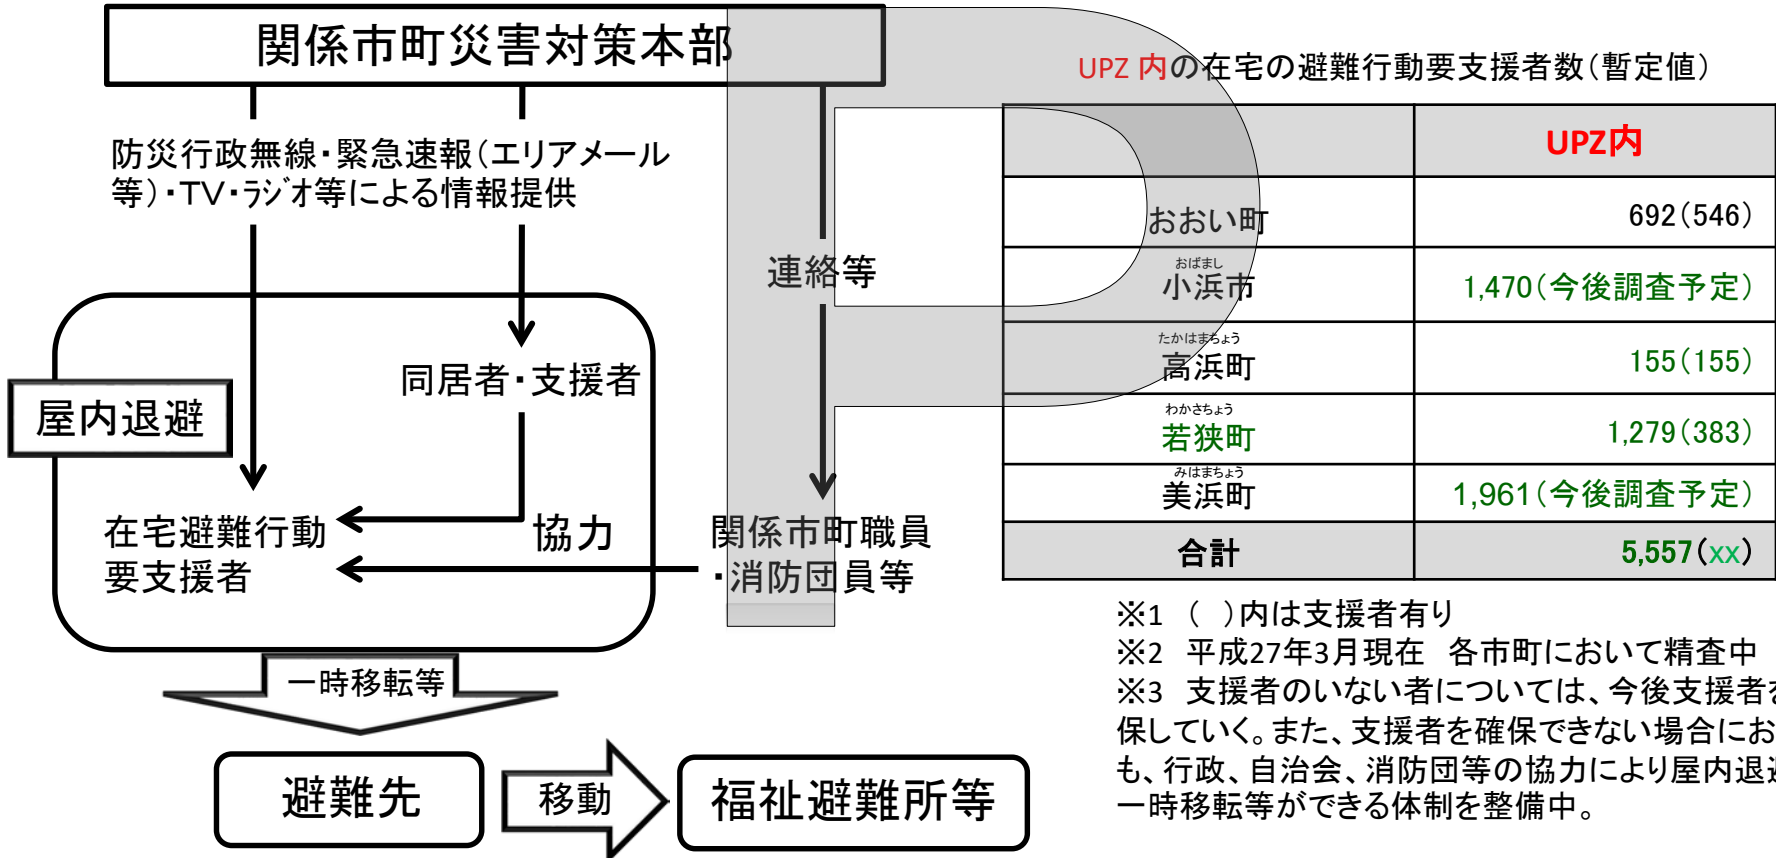 関係市町災害対策本部
防災行政無線・緊急速報(エリアメール
等)・TV・ラジオ等による情報提供
連絡等
同居者・支援者
屋内退避
在宅避難行動
要支援者
協力
関係市町職員
・消防団員等
一時移転等
避難先
移動
福祉避難所等
UPZ 内の在宅の避難行動要支援者数(暫定値)
UPZ内
おおい町 692(546)
おばまし
小浜市 1,470(今後調査予定)
たかはまちょう
高浜町 155(155)
わかさちょう
若狭町 1,279(383)
みはまちょう
美浜町 1,961(今後調査予定)
合計 5,557(xx)
※1 ( )内は支援者有り
※2 平成27年3月現在 各市町において精査中
※3 支援者のいない者については、今後支援者を
保していく。また、支援者を確保できない場合にお
も、行政、自治会、消防団等の協力により屋内退避
一時移転等ができる体制を整備中。
P